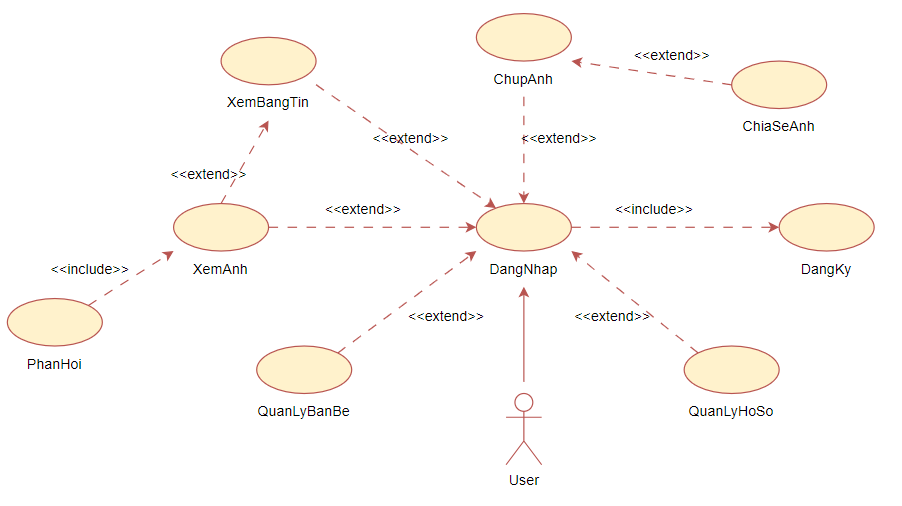 <<extend>>
ChupAnh
XemBangTin
ChiaSeAnh
<<extend>>
<<extend>>
<<extend>>
<<extend>>
<<include>>
XemAnh
<<include>>
DangNhap
DangKy
<<extend>>
<<extend>>
PhanHoi
QuanLyBanBe
QuanLyHoSo
User